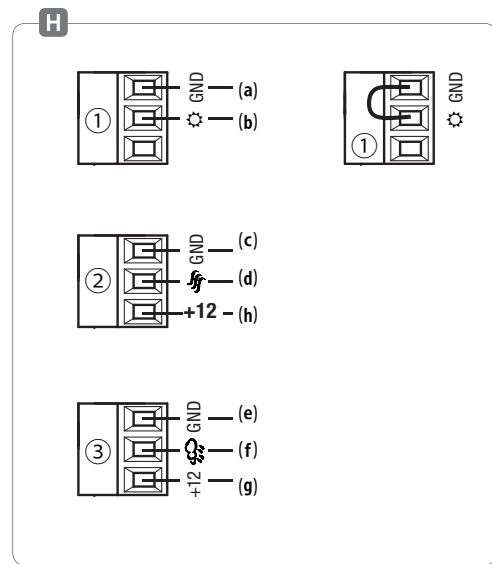 H
GND (a)
(b)
1
GND
1
GND (c)
(d)
+12 (h)
2
GND (e)
(f)
+12 (g)
3